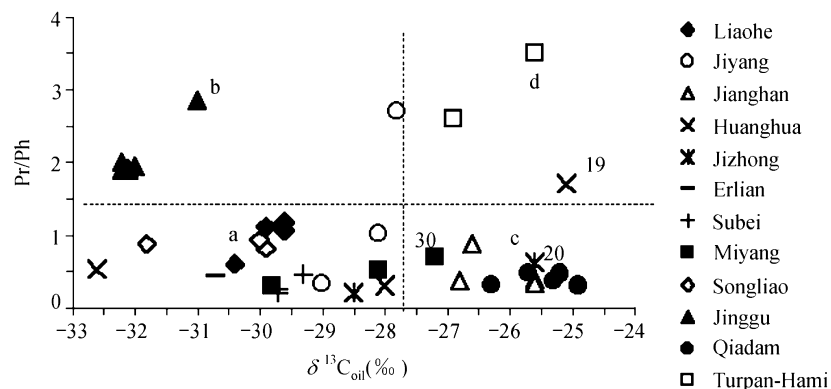 4
3
2
1
0
Pr/Ph
b
d
19
a
30
c
20
−33 −32 −31 −30 −29 −28 −27 −26 −25 −24
δ ¹³C_oil(‰)
Liaohe
Jiyang
Jianghan
Huanghua
Jizhong
Erlian
Subei
Miyang
Songliao
Jinggu
Qiadam
Turpan-Hami